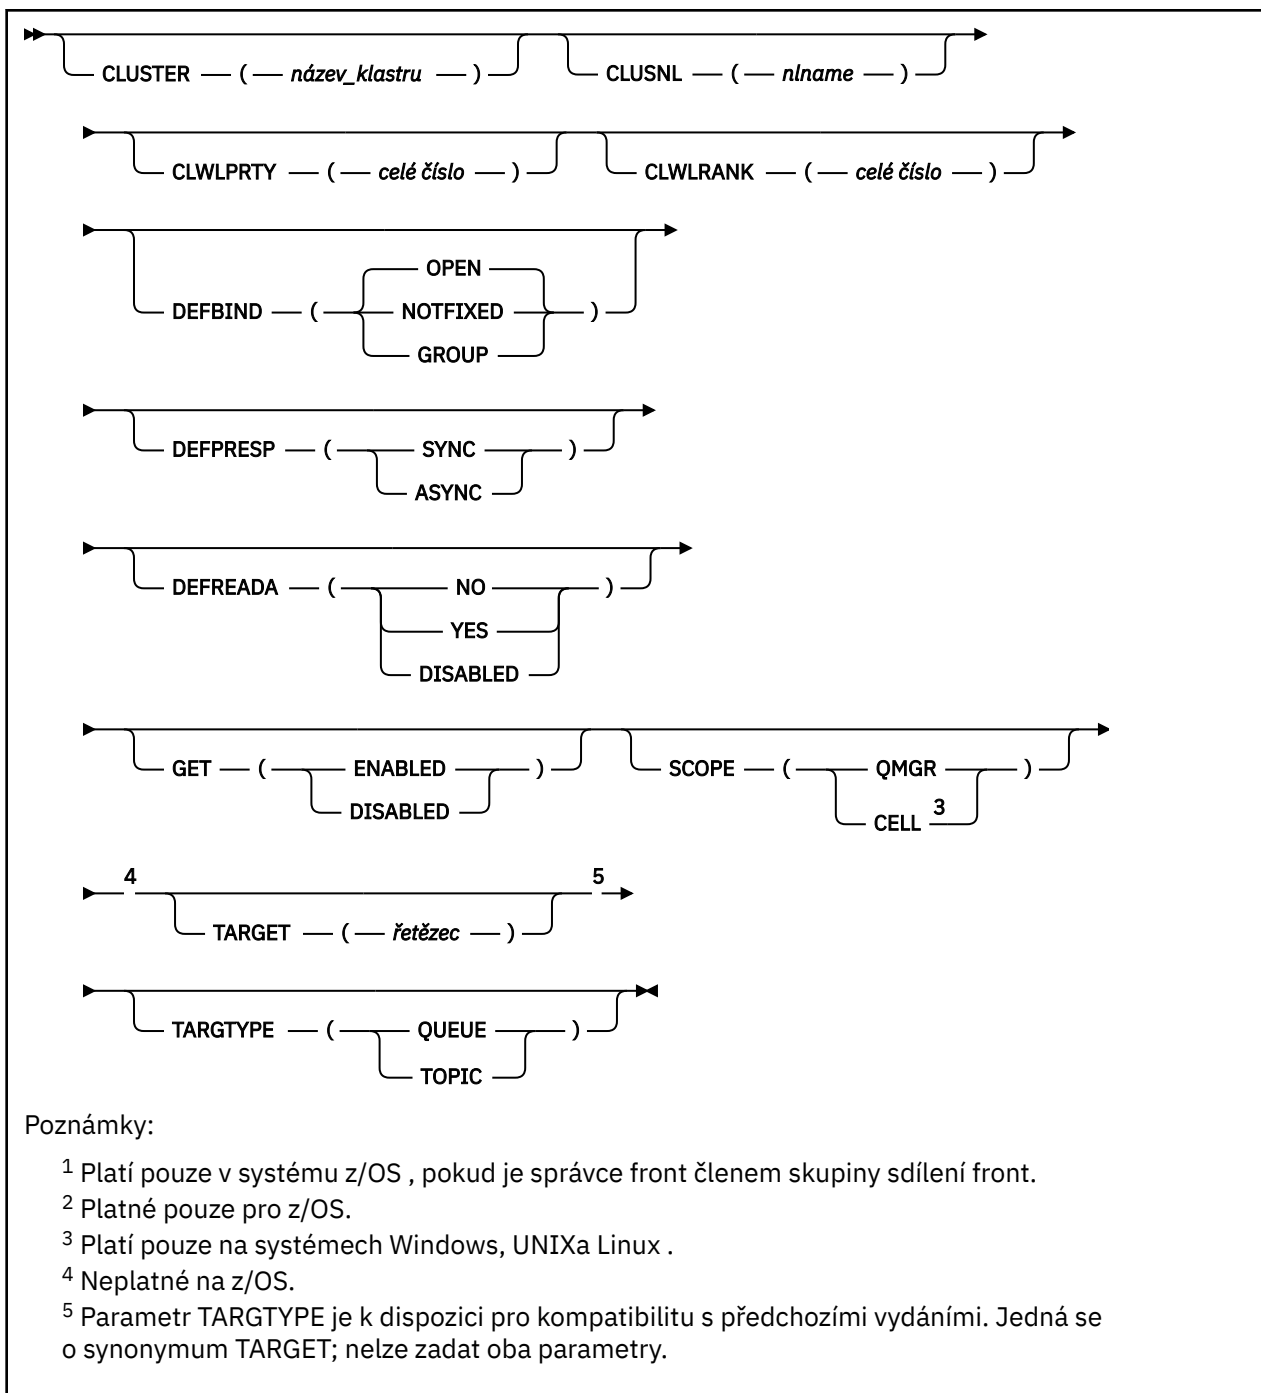 CLUSTER ( název_klastru ) CLUSNL ( nlname )
CLWLPRTY ( celé číslo ) CLWLRANK ( celé číslo )
OPEN
DEFBIND ( NOTFIXED )
GROUP
DEFPRESP ( SYNC )
ASYNC
DEFREADA ( NO )
YES
DISABLED
GET ( ENABLED ) SCOPE ( QMGR )
DISABLED CELL 3
4 5
TARGET ( řetězec )
TARGTYPE ( QUEUE )
TOPIC
Poznámky:
1 Platí pouze v systému z/OS , pokud je správce front členem skupiny sdílení front.
2 Platné pouze pro z/OS.
3 Platí pouze na systémech Windows, UNIXa Linux .
4 Neplatné na z/OS.
5 Parametr TARGTYPE je k dispozici pro kompatibilitu s předchozími vydáními. Jedná se
o synonymum TARGET; nelze zadat oba parametry.